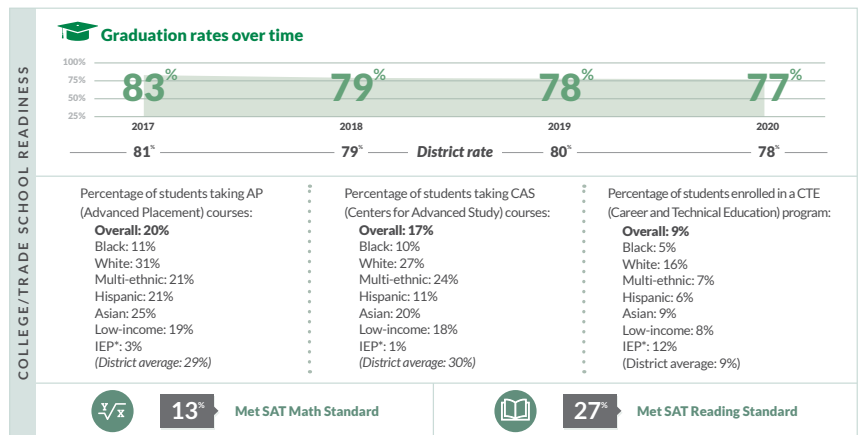 COLLEGE/TRADE SCHOOL READINESS
Graduation rates over time
100%
75%
50%
25%
83% 79% 78% 77%
2017 2018 2019 2020
81% 79% District rate 80% 78%
Percentage of students taking AP
(Advanced Placement) courses:
Overall: 20%
Black: 11%
White: 31%
Multi-ethnic: 21%
Hispanic: 21%
Asian: 25%
Low-income: 19%
IEP*: 3%
(District average: 29%)
Percentage of students taking CAS
(Centers for Advanced Study) courses:
Overall: 17%
Black: 10%
White: 27%
Multi-ethnic: 24%
Hispanic: 11%
Asian: 20%
Low-income: 18%
IEP*: 1%
(District average: 30%)
Percentage of students enrolled in a CTE
(Career and Technical Education) program:
Overall: 9%
Black: 5%
White: 16%
Multi-ethnic: 7%
Hispanic: 6%
Asian: 9%
Low-income: 8%
IEP*: 12%
(District average: 9%)
Y/X 13% Met SAT Math Standard
27% Met SAT Reading Standard